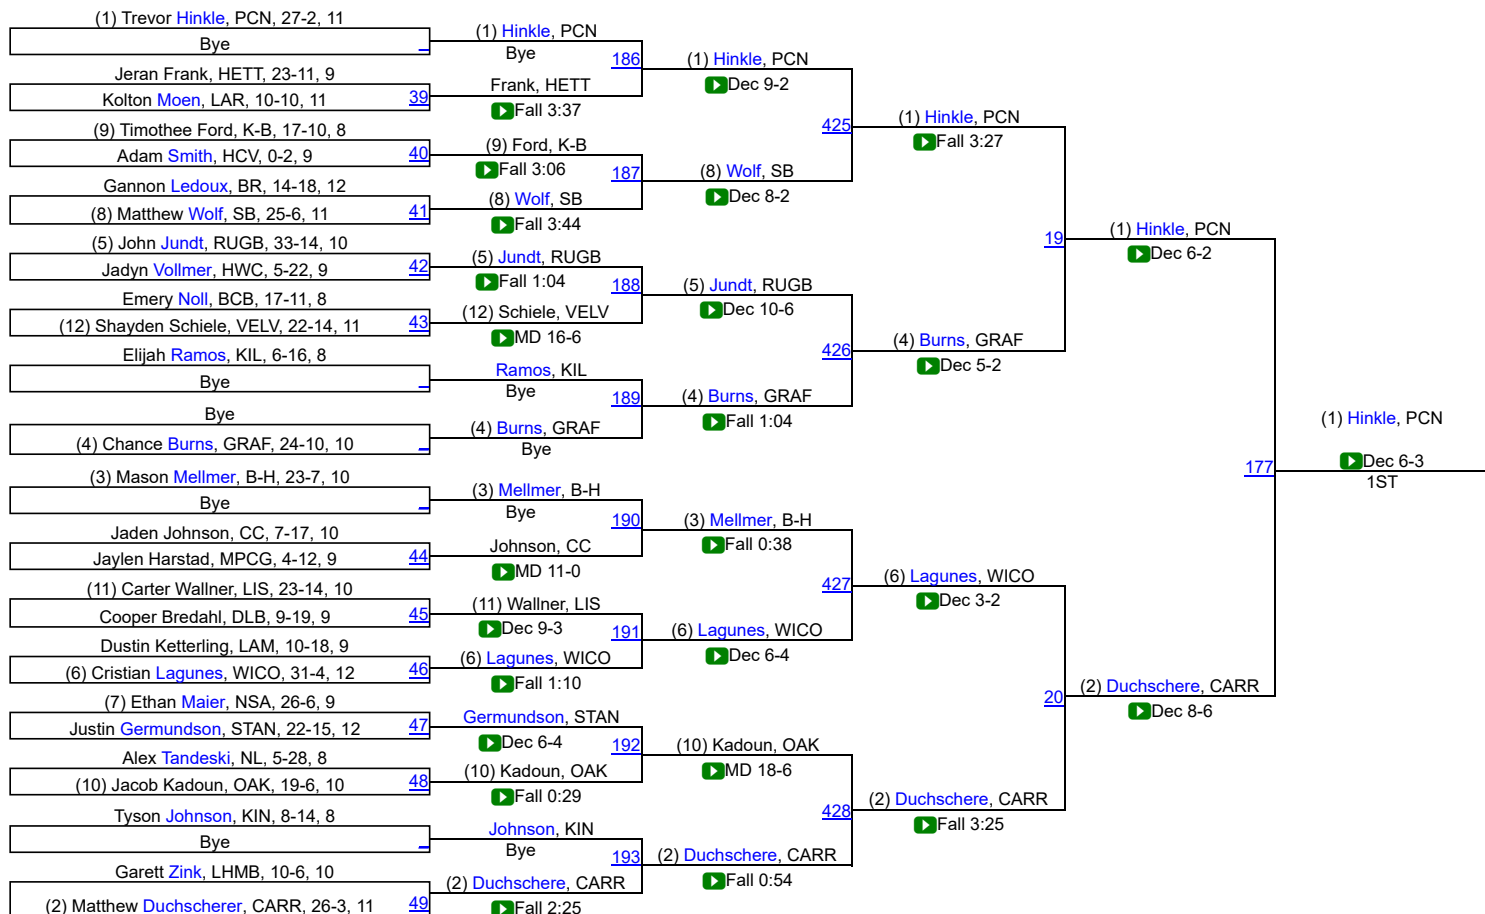 (1) Trevor Hinkle, PCN, 27-2, 11
Bye
Jeran Frank, HETT, 23-11, 9
Kolton Moen, LAR, 10-10, 11
39
(9) Timothee Ford, K-B, 17-10, 8
Adam Smith, HCV, 0-2, 9
40
Gannon Ledoux, BR, 14-18, 12
(8) Matthew Wolf, SB, 25-6, 11
41
(5) John Jundt, RUGB, 33-14, 10
Jadyn Vollmer, HWC, 5-22, 9
42
Emery Noll, BCB, 17-11, 8
(12) Shayden Schiele, VELV, 22-14, 11
43
Elijah Ramos, KIL, 6-16, 8
Bye
Bye
(4) Chance Burns, GRAF, 24-10, 10
(3) Mason Mellmer, B-H, 23-7, 10
Bye
Jaden Johnson, CC, 7-17, 10
Jaylen Harstad, MPCG, 4-12, 9
44
(11) Carter Wallner, LIS, 23-14, 10
Cooper Bredahl, DLB, 9-19, 9
45
Dustin Ketterling, LAM, 10-18, 9
(6) Cristian Lagunes, WICO, 31-4, 12
46
(7) Ethan Maier, NSA, 26-6, 9
Justin Germundson, STAN, 22-15, 12
47
Alex Tandeski, NL, 5-28, 8
(10) Jacob Kadoun, OAK, 19-6, 10
48
Tyson Johnson, KIN, 8-14, 8
Bye
Garett Zink, LHMB, 10-6, 10
(2) Matthew Duchscherer, CARR, 26-3, 11
49
(1) Hinkle, PCN
Bye
186
Frank, HETT
Fall 3:37
(9) Ford, K-B
Fall 3:06
187
(8) Wolf, SB
Fall 3:44
(5) Jundt, RUGB
Fall 1:04
188
(12) Schiele, VELV
MD 16-6
Ramos, KIL
Bye
189
(4) Burns, GRAF
Bye
(3) Mellmer, B-H
Bye
190
Johnson, CC
MD 11-0
(11) Wallner, LIS
Dec 9-3
191
(6) Lagunes, WICO
Fall 1:10
Germundson, STAN
Dec 6-4
192
(10) Kadoun, OAK
Fall 0:29
Johnson, KIN
Bye
193
(2) Duchschere, CARR
Fall 2:25
(1) Hinkle, PCN
Dec 9-2
425
(8) Wolf, SB
Dec 8-2
(5) Jundt, RUGB
Dec 10-6
426
(4) Burns, GRAF
Fall 1:04
(3) Mellmer, B-H
Fall 0:38
427
(6) Lagunes, WICO
Dec 6-4
(10) Kadoun, OAK
MD 18-6
428
(2) Duchschere, CARR
Fall 0:54
(1) Hinkle, PCN
Fall 3:27
19
(4) Burns, GRAF
Dec 5-2
(6) Lagunes, WICO
Dec 3-2
20
(2) Duchschere, CARR
Fall 3:25
(1) Hinkle, PCN
Dec 6-2
177
(2) Duchschere, CARR
Dec 8-6
(1) Hinkle, PCN
Dec 6-3
1ST